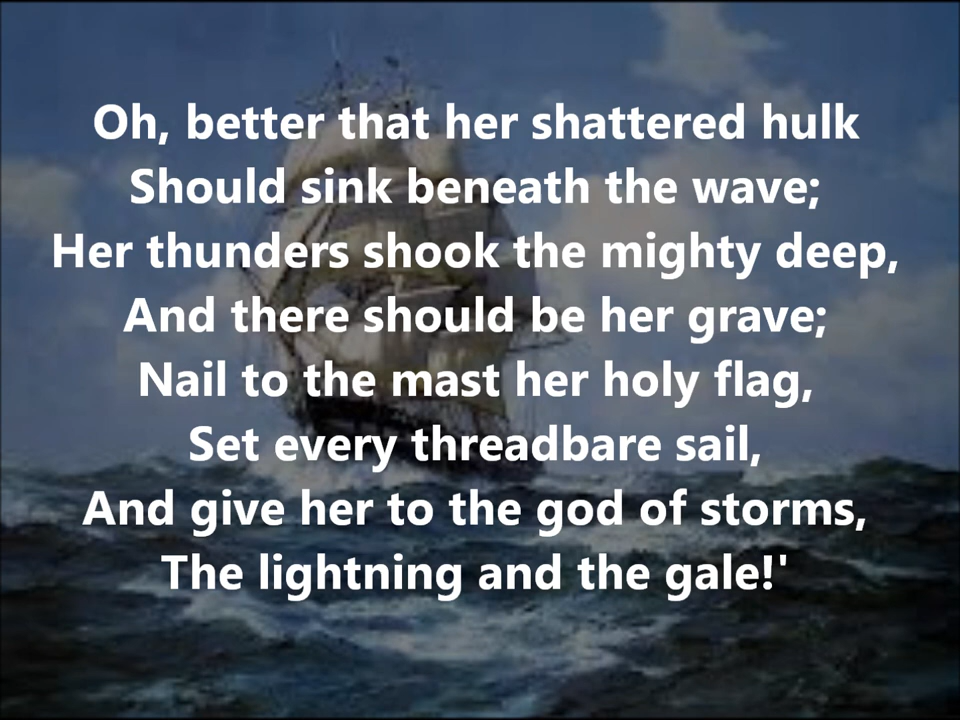 Oh, better that her shattered hulk
Should sink beneath the wave;
Her thunders shook the mighty deep,
And there should be her grave;
Nail to the mast her holy flag,
Set every threadbare sail,
And give her to the god of storms,
The lightning and the gale!'